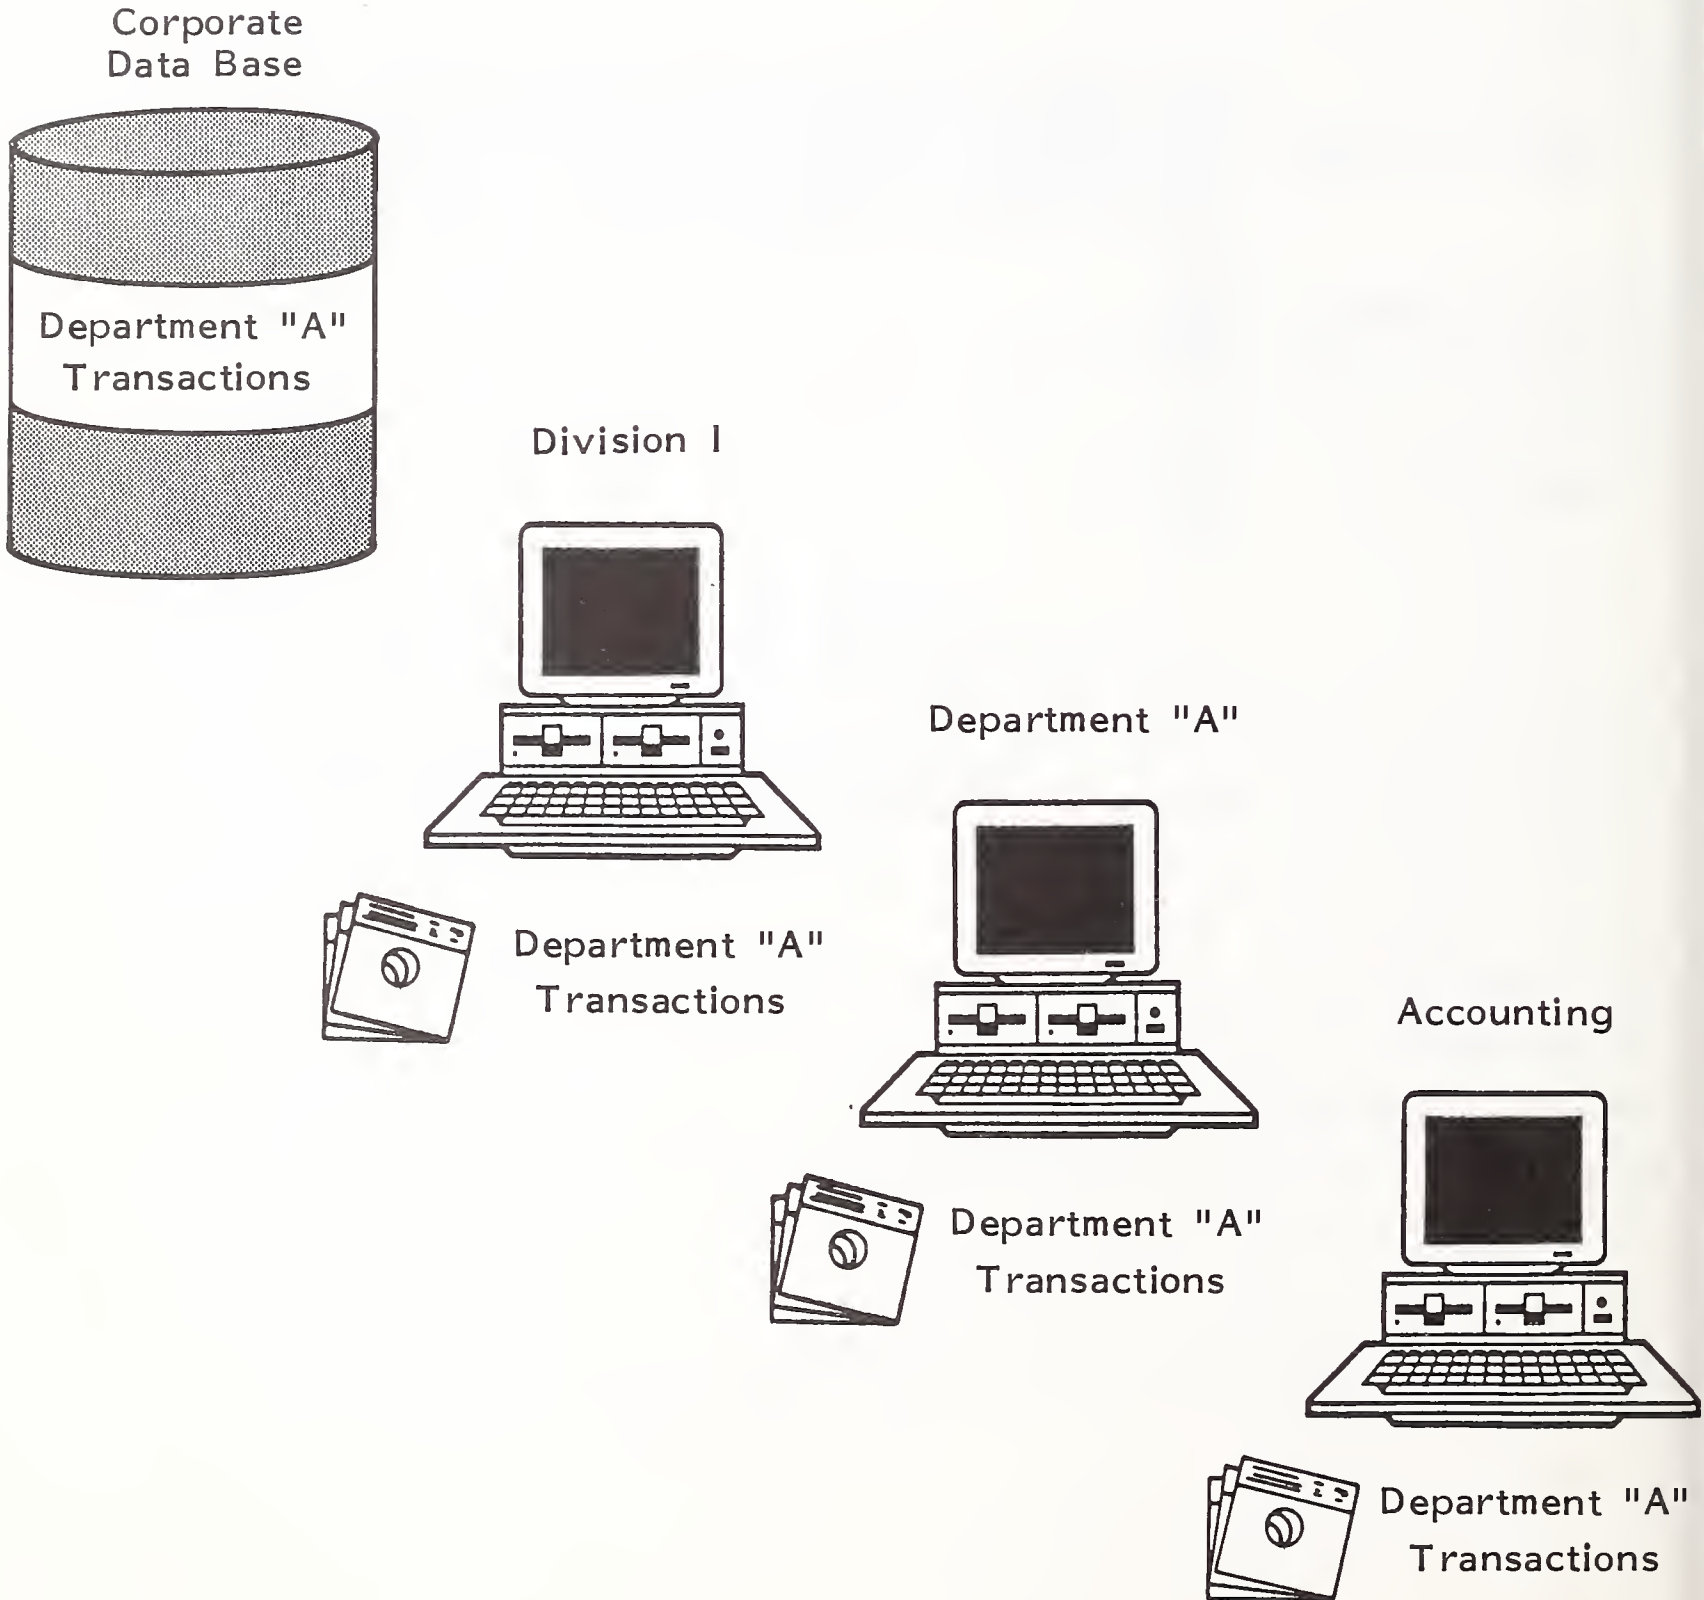 Corporate
Data Base
Department "A"
Transactions
Division I
Department "A"
Department "A"
Transactions
Accounting
Department "A"
Transactions
Department "A"
Transactions